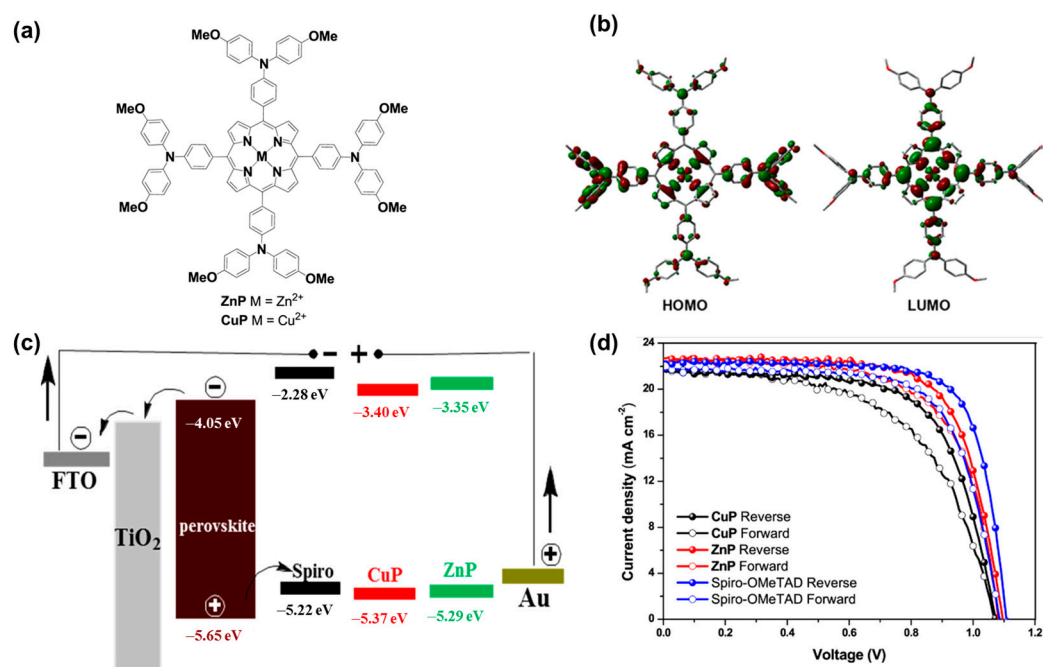 (a)
MeO
OMe
N
MeO
OMe
N
N
N
M
N
N
N
MeO
OMe
N
MeO
OMe
ZnP M = Zn²⁺
CuP M = Cu²⁺
(b)
HOMO
LUMO
(c)
− +
−2.28 eV
−3.40 eV
−3.35 eV
−
−4.05 eV
−
FTO
TiO₂
perovskite
+
−5.65 eV
Spiro
CuP
ZnP
−5.22 eV
−5.37 eV
−5.29 eV
+
Au
(d)
Current density (mA cm⁻²)
24
20
16
12
8
4
0
CuP Reverse
CuP Forward
ZnP Reverse
ZnP Forward
Spiro-OMeTAD Reverse
Spiro-OMeTAD Forward
0.0 0.2 0.4 0.6 0.8 1.0 1.2
Voltage (V)